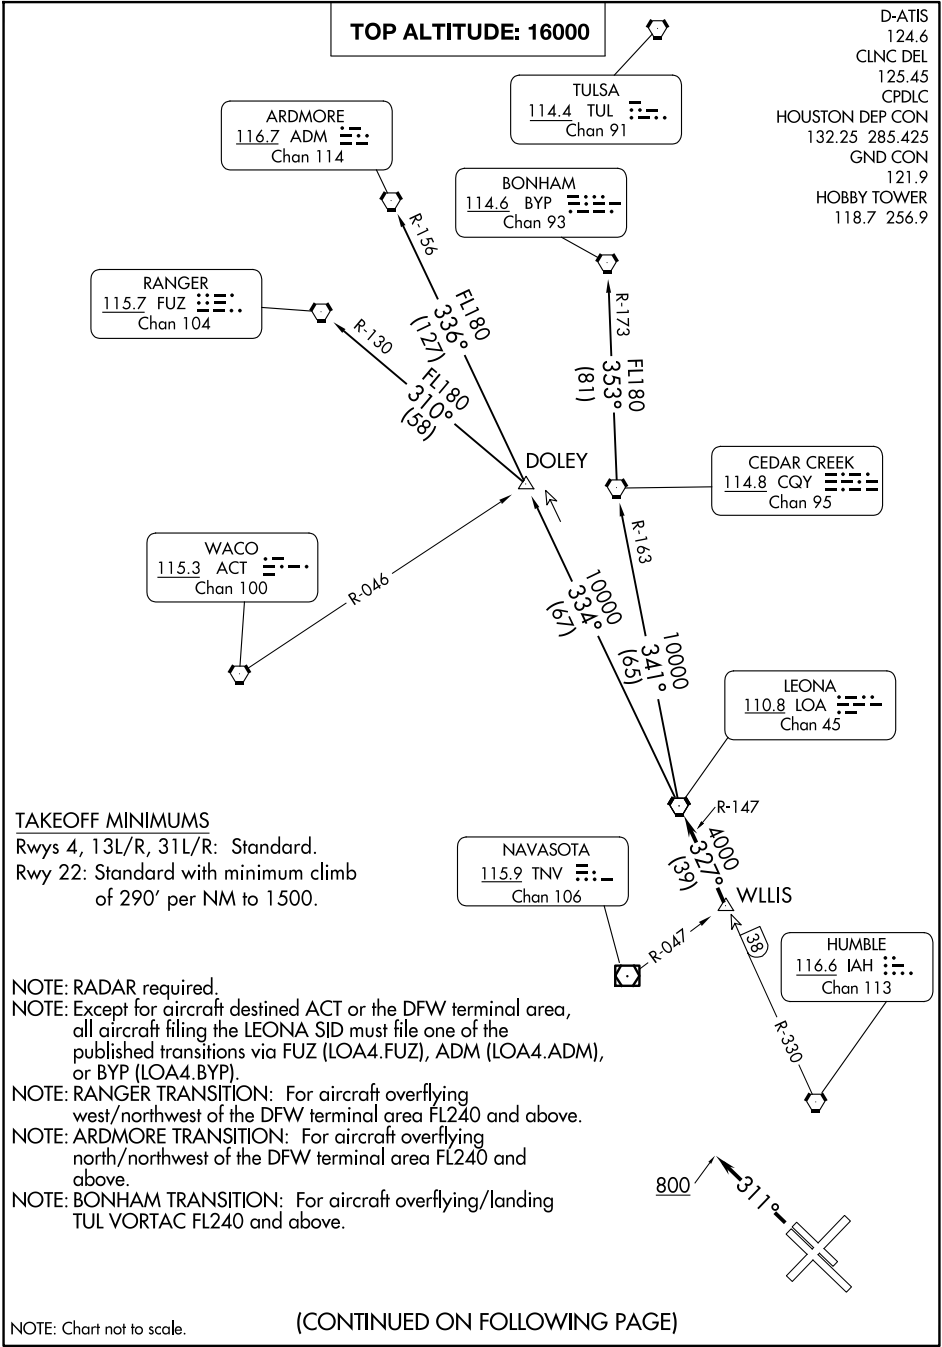 TOP ALTITUDE: 16000
D-ATIS
124.6
CLNC DEL
125.45
CPDLC
HOUSTON DEP CON
132.25 285.425
GND CON
121.9
HOBBY TOWER
118.7 256.9
TULSA
114.4 TUL
Chan 91
ARDMORE
116.7 ADM
Chan 114
BONHAM
114.6 BYP
Chan 93
R-156
RANGER
115.7 FUZ
Chan 104
R-130
R-173
FL180
336°
(127)
FL180
310°
(58)
FL180
353°
(81)
DOLEY
CEDAR CREEK
114.8 CQY
Chan 95
WACO
115.3 ACT
Chan 100
R-046
R-163
10000
334°
(67)
10000
341°
(65)
LEONA
110.8 LOA
Chan 45
R-147
4000
327°
(39)
TAKEOFF MINIMUMS
Rwys 4, 13L/R, 31L/R: Standard.
Rwy 22: Standard with minimum climb
of 290' per NM to 1500.
NAVASOTA
115.9 TNV
Chan 106
WLLIS
R-047
38
HUMBLE
116.6 IAH
Chan 113
R-330
NOTE: RADAR required.
NOTE: Except for aircraft destined ACT or the DFW terminal area,
all aircraft filing the LEONA SID must file one of the
published transitions via FUZ (LOA4.FUZ), ADM (LOA4.ADM),
or BYP (LOA4.BYP).
NOTE: RANGER TRANSITION: For aircraft overflying
west/northwest of the DFW terminal area FL240 and above.
NOTE: ARDMORE TRANSITION: For aircraft overflying
north/northwest of the DFW terminal area FL240 and
above.
NOTE: BONHAM TRANSITION: For aircraft overflying/landing
TUL VORTAC FL240 and above.
800
311°
NOTE: Chart not to scale.
(CONTINUED ON FOLLOWING PAGE)